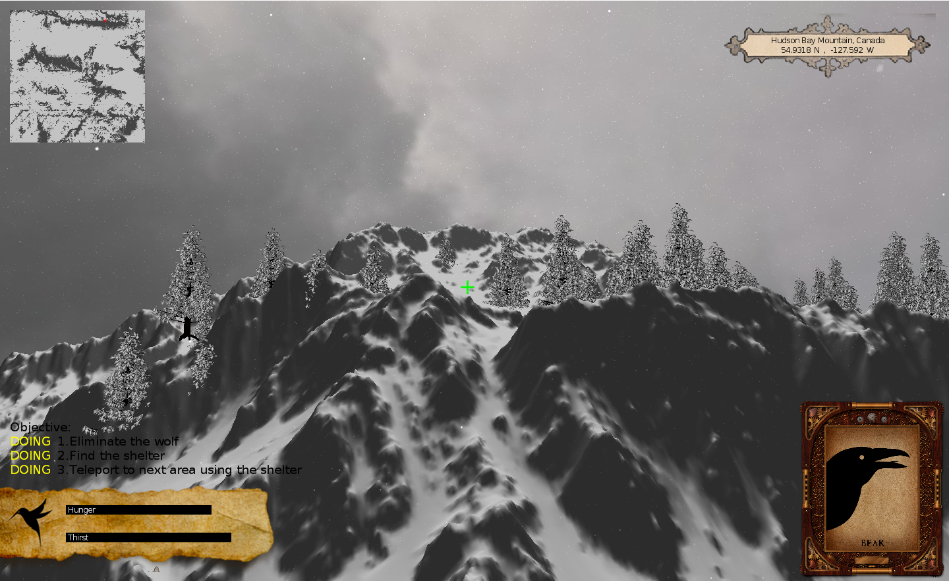 Hudson Bay Mountain, Canada
54.9318 N , -127.592 W
Objective:
DOING 1.Eliminate the wolf
DOING 2.Find the shelter
DOING 3.Teleport to next area using the shelter
Hunger
Thirst
BEAR